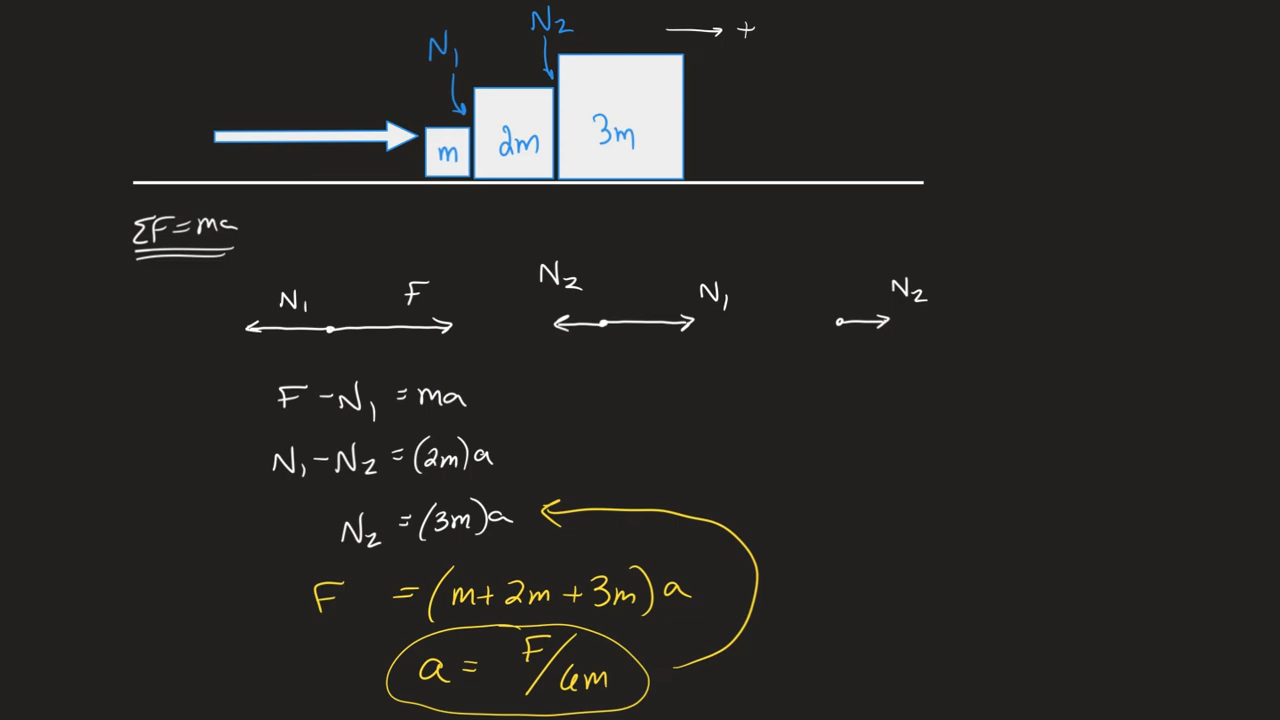 N₂
N₁
→ +
m 2m 3m
ΣF = ma
N₁ F N₂ N₁ N₂
F - N₁ = ma
N₁ - N₂ = (2m)a
N₂ = (3m)a
F = (m + 2m + 3m) a
a = F/6m